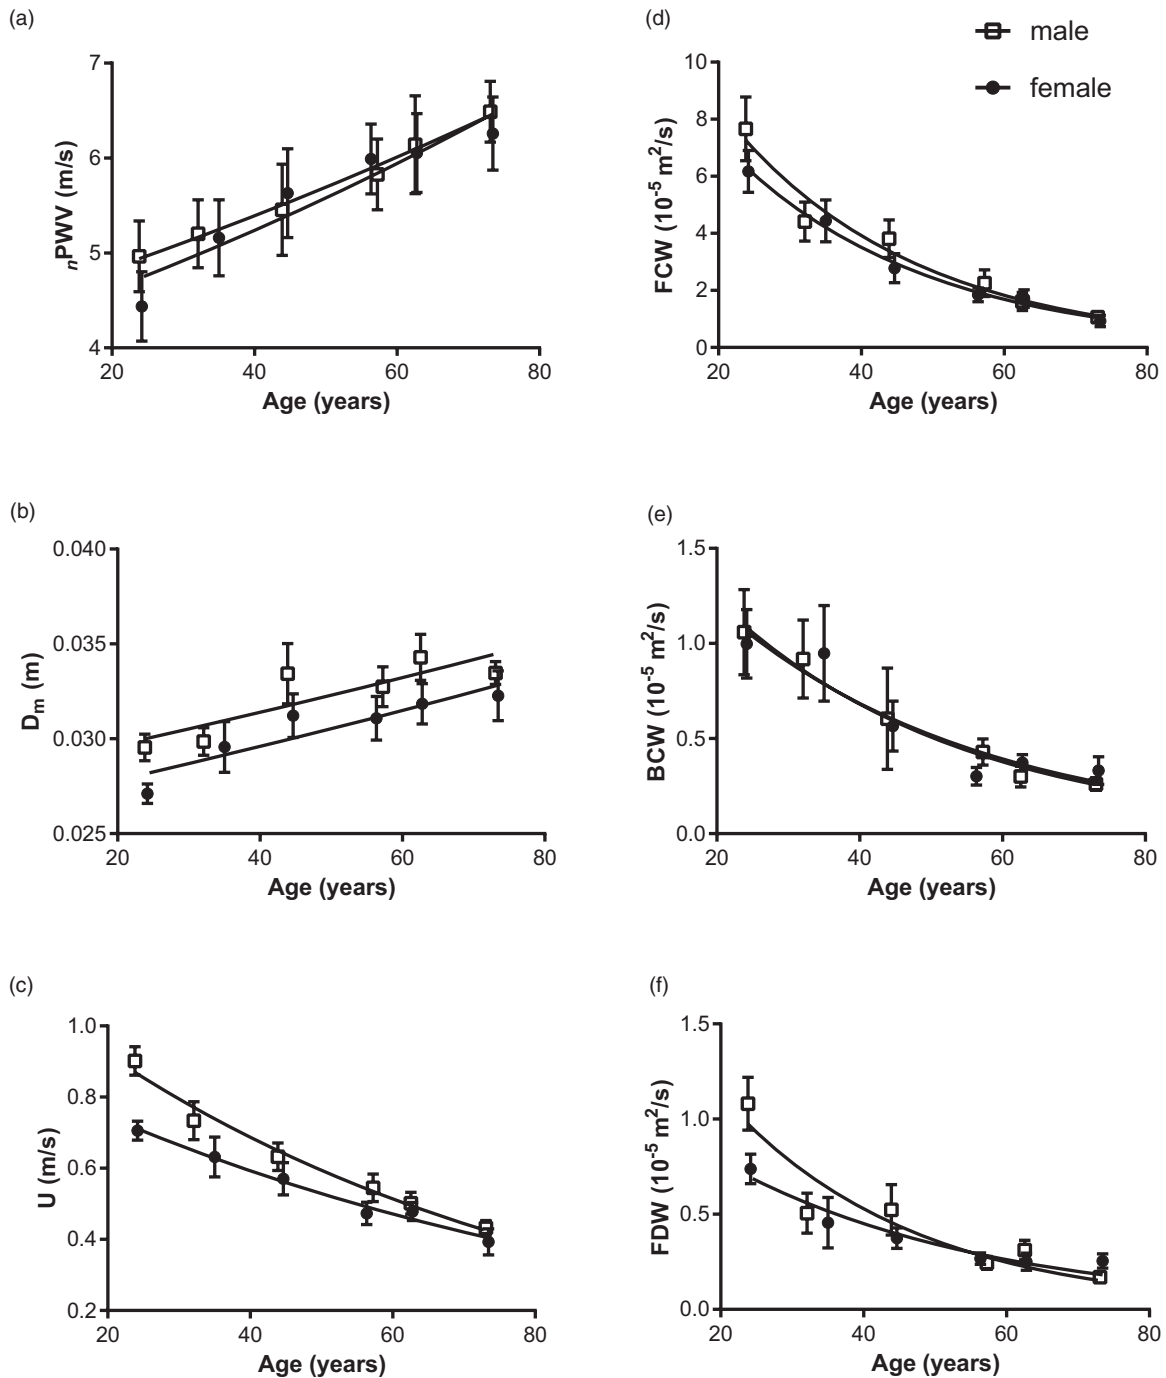 (a)
7
6
5
4
nPWV (m/s)
20 40 60 80
Age (years)
(d)
male
female
10
8
6
4
2
0
FCW (10-5 m2/s)
20 40 60 80
Age (years)
(b)
0.040
0.035
0.030
0.025
Dm (m)
20 40 60 80
Age (years)
(e)
1.5
1.0
0.5
0.0
BCW (10-5 m2/s)
20 40 60 80
Age (years)
(c)
1.0
0.8
0.6
0.4
0.2
U (m/s)
20 40 60 80
Age (years)
(f)
1.5
1.0
0.5
0.0
FDW (10-5 m2/s)
20 40 60 80
Age (years)